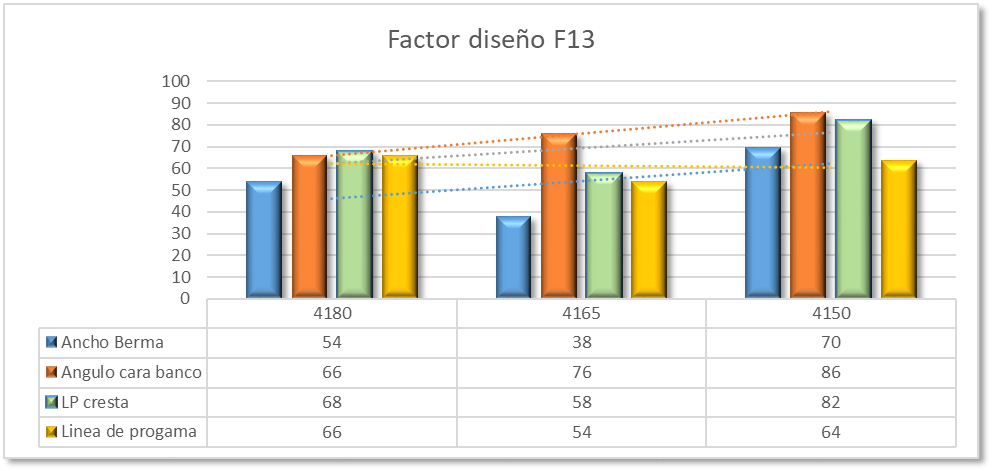 Factor diseño F13
100
90
80
70
60
50
40
30
20
10
0
4180 4165 4150
Ancho Berma 54 38 70
Angulo cara banco 66 76 86
LP cresta 68 58 82
Linea de progama 66 54 64